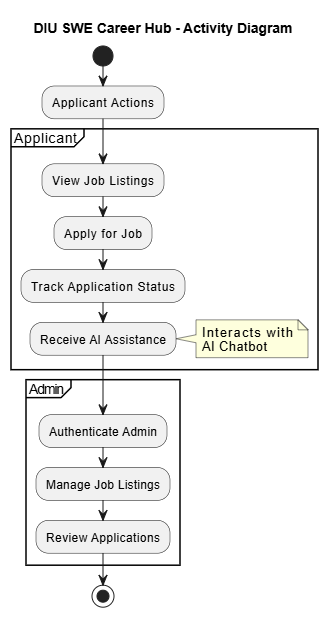 DIU SWE Career Hub - Activity Diagram
Applicant Actions
Applicant
View Job Listings
Apply for Job
Track Application Status
Receive AI Assistance
Interacts with
AI Chatbot
Admin
Authenticate Admin
Manage Job Listings
Review Applications